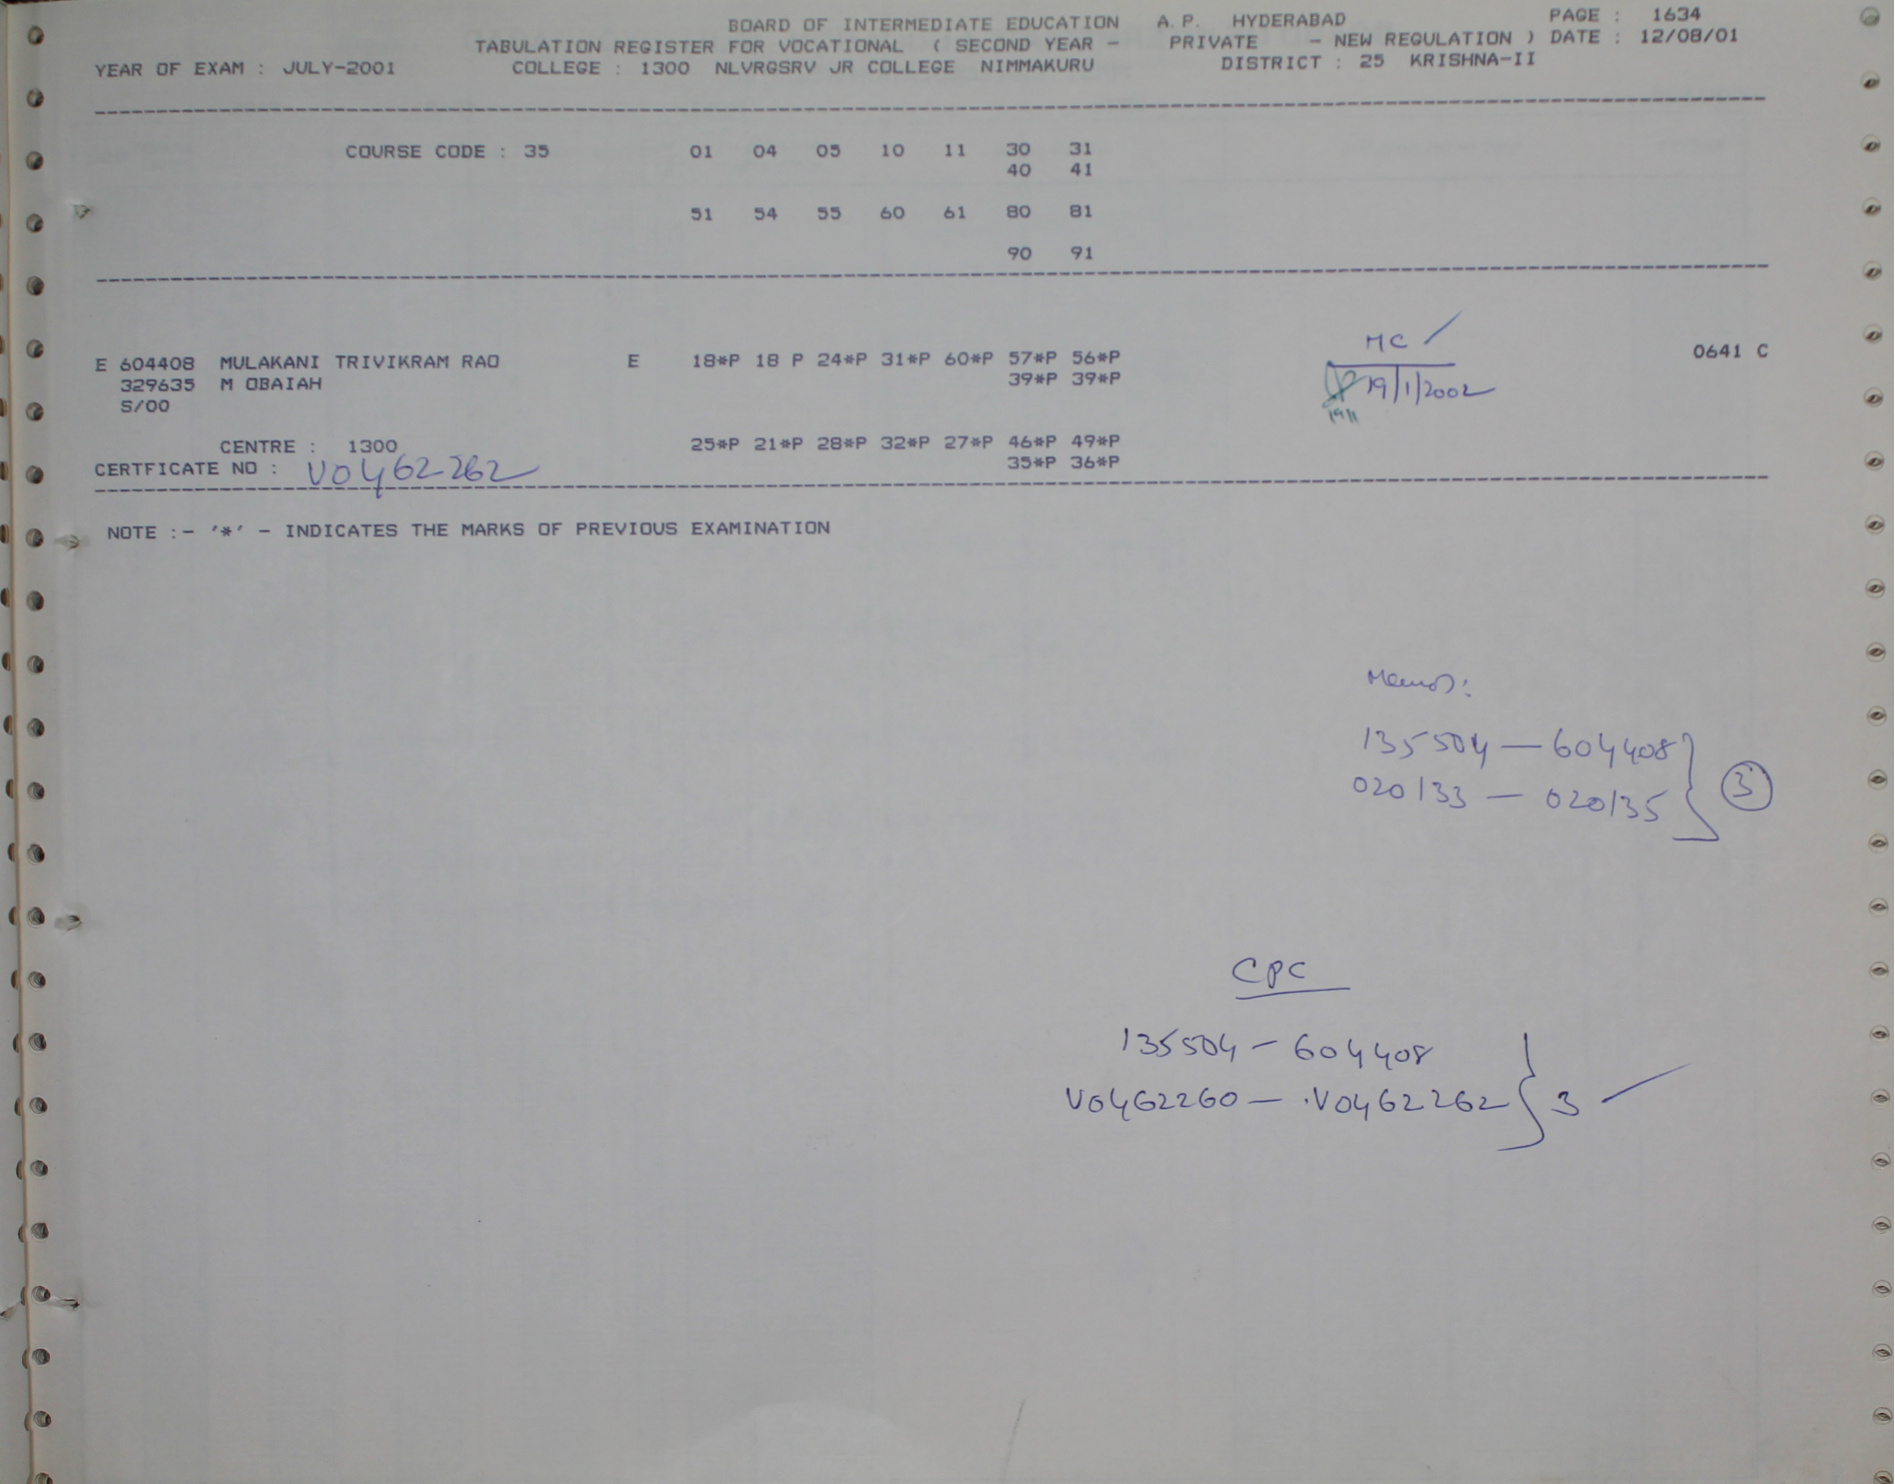 BOARD OF INTERMEDIATE EDUCATION A.P. HYDERABAD PAGE : 1634
TABULATION REGISTER FOR VOCATIONAL ( SECOND YEAR - PRIVATE - NEW REGULATION ) DATE : 12/08/01
YEAR OF EXAM : JULY-2001 COLLEGE : 1300 NLVRGSRV JR COLLEGE NIMMAKURU DISTRICT : 25 KRISHNA-II
COURSE CODE : 35 01 04 05 10 11 30 31
40 41
51 54 55 60 61 80 81
90 91
MC
E 604408 MULAKANI TRIVIKRAM RAO E 18*P 18 P 24*P 31*P 60*P 57*P 56*P 0641 C
329635 M OBAIAH 39*P 39*P 19/1/2002
S/00
CENTRE : 1300 25*P 21*P 28*P 32*P 27*P 46*P 49*P
CERTFICATE NO : V0462262 35*P 36*P
NOTE :- '*' - INDICATES THE MARKS OF PREVIOUS EXAMINATION
135504 — 604408
020133 — 020135 } 3
CPC
135504 - 604408
V0462260 — V0462262 } 3